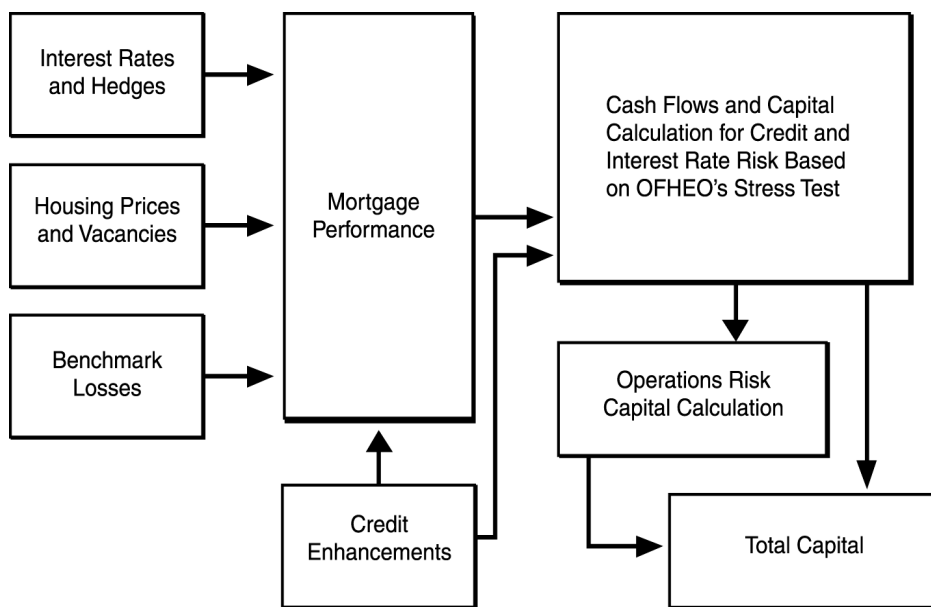 Interest Rates
and Hedges
Housing Prices
and Vacancies
Benchmark
Losses
Mortgage
Performance
Credit
Enhancements
Cash Flows and Capital
Calculation for Credit and
Interest Rate Risk Based
on OFHEO’s Stress Test
Operations Risk
Capital Calculation
Total Capital